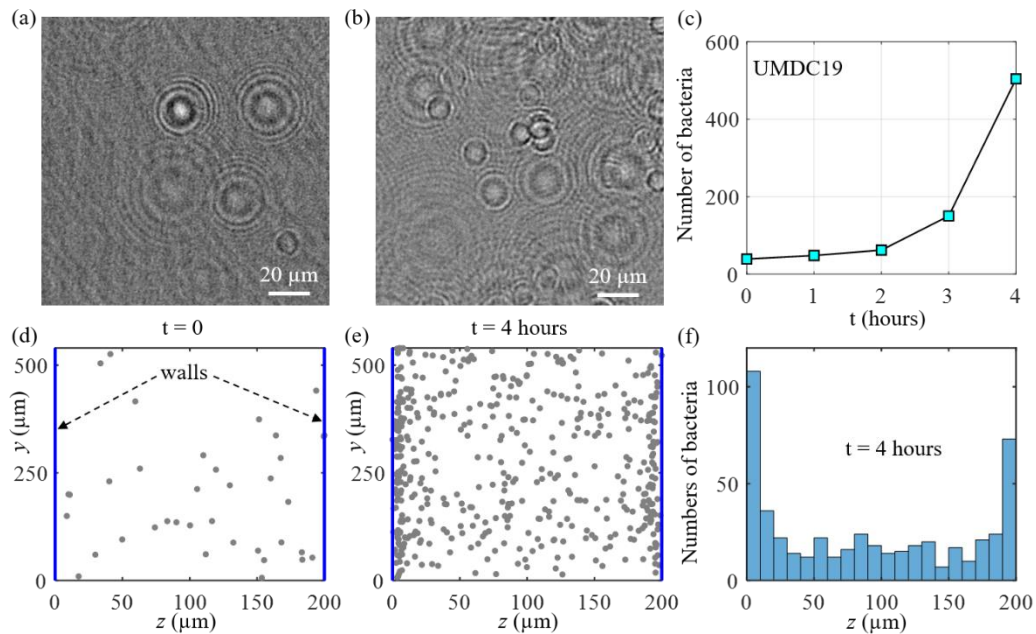 (a)
20 µm
(b)
20 µm
(c)
600
400
200
0
Number of bacteria
UMDC19
0 1 2 3 4
t (hours)
(d)
t = 0
500
250
0
y (µm)
walls
0 50 100 150 200
z (µm)
(e)
t = 4 hours
500
250
0
y (µm)
0 50 100 150 200
z (µm)
(f)
100
50
0
Numbers of bacteria
t = 4 hours
0 50 100 150 200
z (µm)